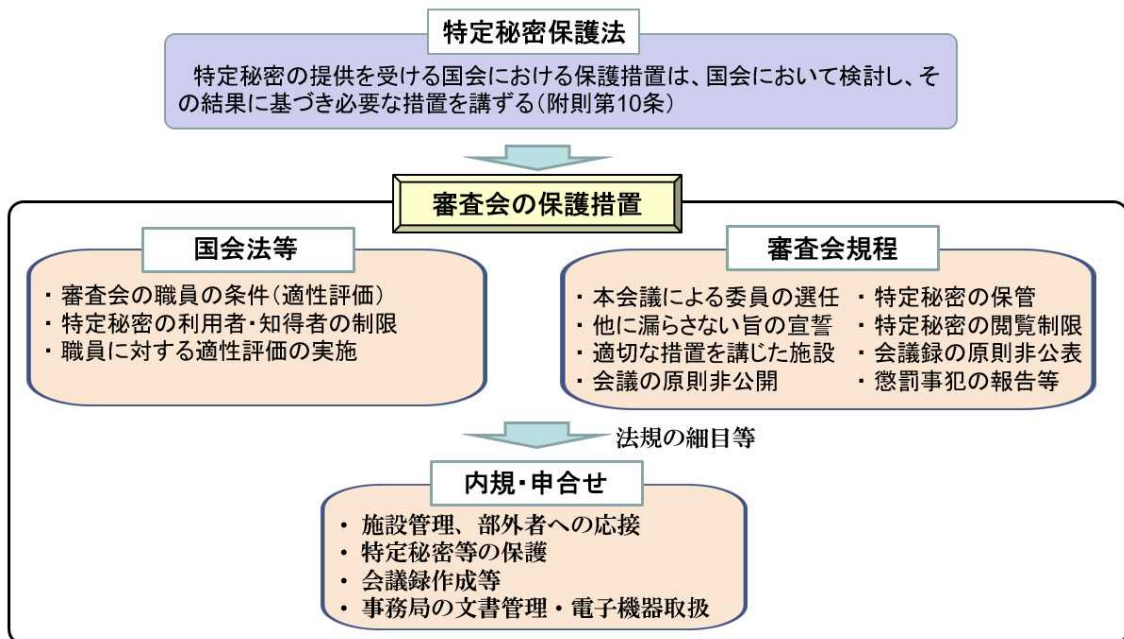 特定秘密保護法
特定秘密の提供を受ける国会における保護措置は、国会において検討し、そ
の結果に基づき必要な措置を講ずる(附則第10条)
審査会の保護措置
国会法等
・審査会の職員の条件(適性評価)
・特定秘密の利用者・知得者の制限
・職員に対する適性評価の実施
審査会規程
・本会議による委員の選任
・他に漏らさない旨の宣誓
・適切な措置を講じた施設
・会議の原則非公開
・特定秘密の保管
・特定秘密の閲覧制限
・会議録の原則非公表
・懲罰事犯の報告等
法規の細目等
内規・申合せ
・施設管理、部外者への応接
・特定秘密等の保護
・会議録作成等
・事務局の文書管理・電子機器取扱